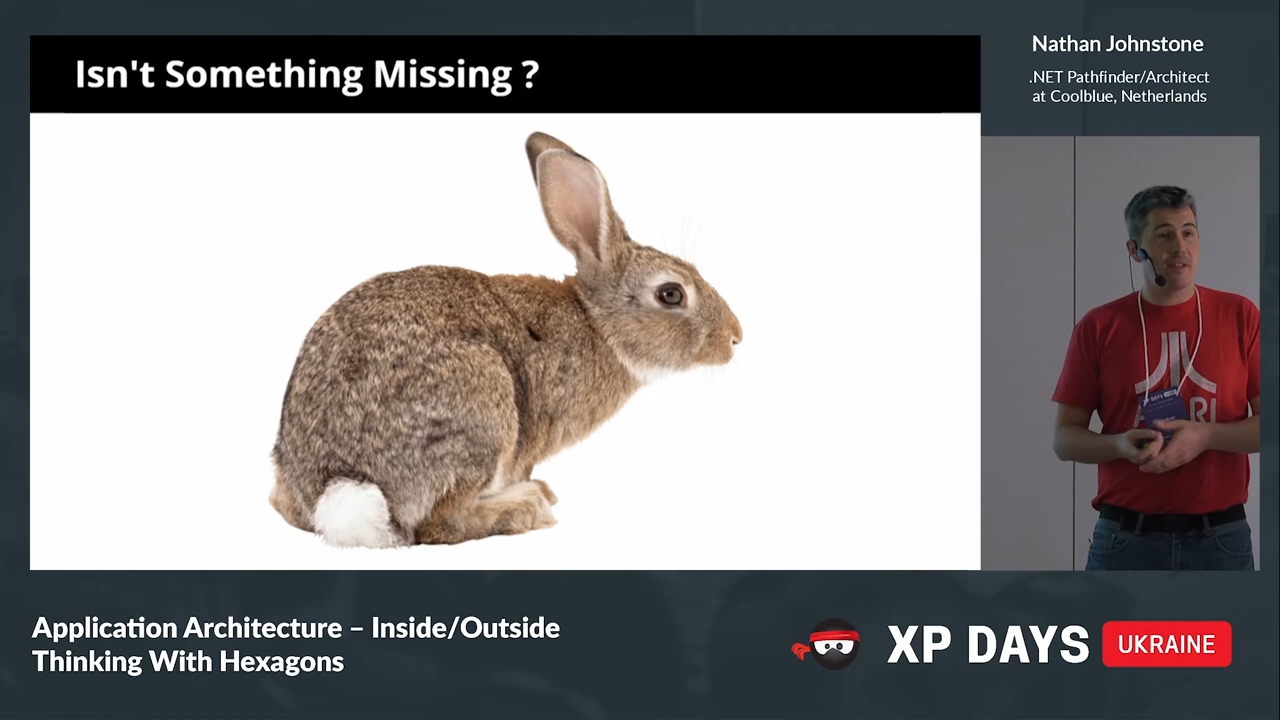 Isn't Something Missing ?
Nathan Johnstone
.NET Pathfinder/Architect
at Coolblue, Netherlands
Application Architecture – Inside/Outside
Thinking With Hexagons
XP DAYS UKRAINE